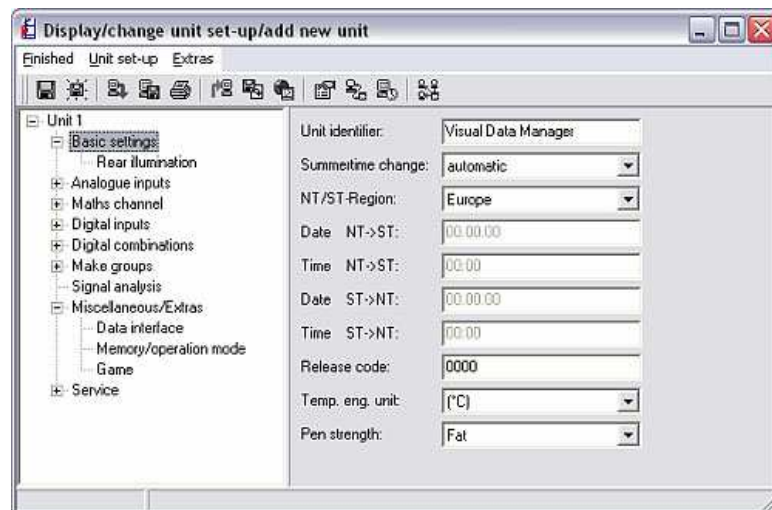 Display/change unit set-up/add new unit
Finished Unit set-up Extras
Unit 1
Basic settings
Rear illumination
Analogue inputs
Maths channel
Digital inputs
Digital combinations
Make groups
Signal analysis
Miscellaneous/Extras
Data interface
Memory/operation mode
Game
Service
Unit identifier: Visual Data Manager
Summertime change: automatic
NT/ST-Region: Europe
Date NT->ST: 00.00.00
Time NT->ST: 00:00
Date ST->NT: 00.00.00
Time ST->NT: 00:00
Release code: 0000
Temp. eng. unit: (°C)
Pen strength: Fat